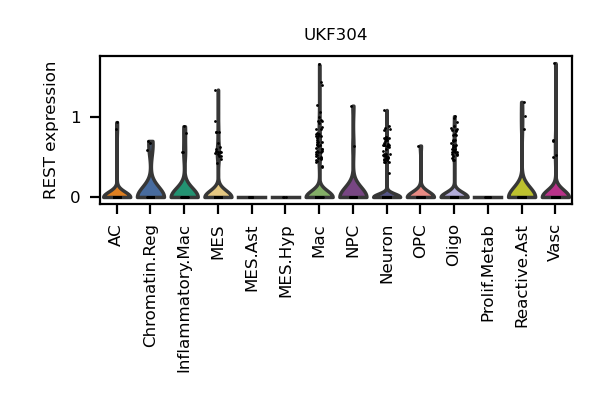 UKF304
REST expression
1
0
AC
Chromatin.Reg
Inflammatory.Mac
MES
MES.Ast
MES.Hyp
Mac
NPC
Neuron
OPC
Oligo
Prolif.Metab
Reactive.Ast
Vasc